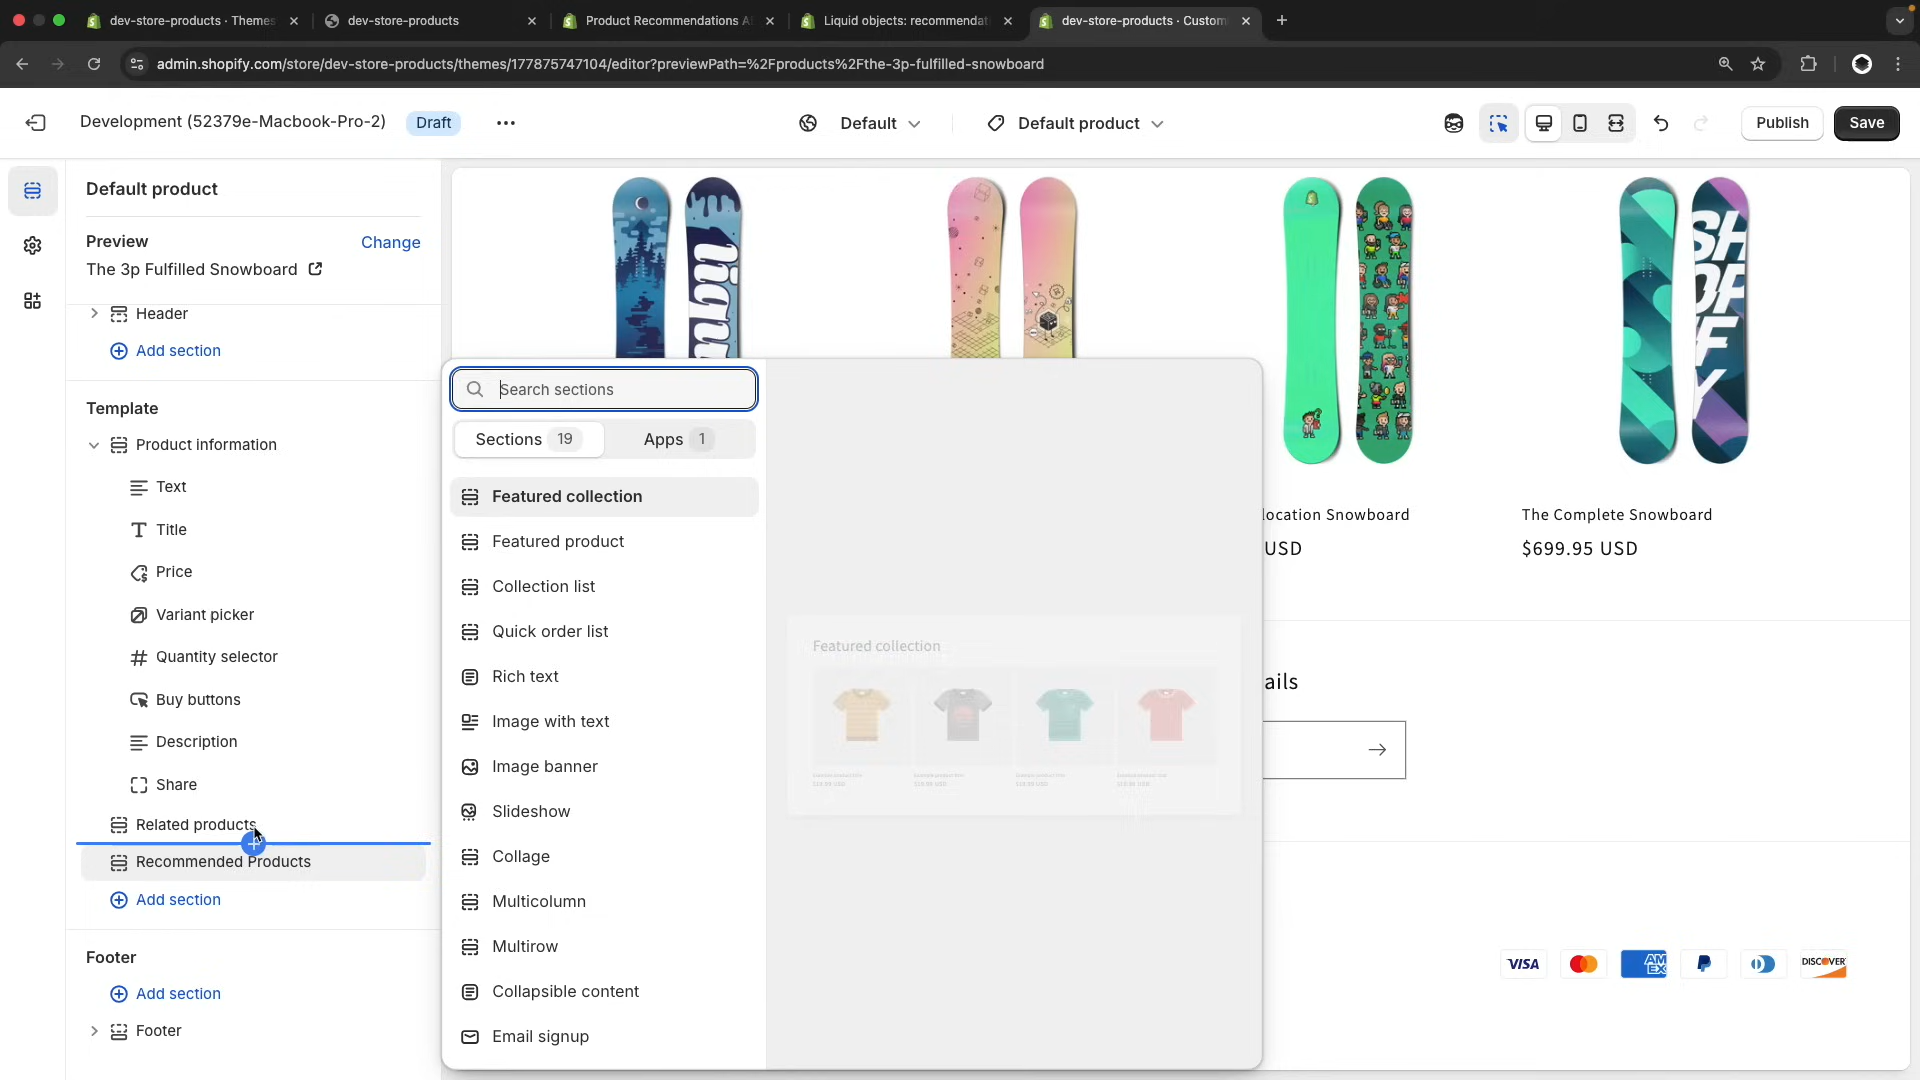 dev-store-products · Themes
dev-store-products
Product Recommendations A
Liquid objects: recommendat
dev-store-products · Custom
admin.shopify.com/store/dev-store-products/themes/177875747104/editor?previewPath=%2Fproducts%2Fthe-3p-fulfilled-snowboard
Development (52379e-Macbook-Pro-2)
Draft
Default
Default product
Publish
Save
Default product
Preview
Change
The 3p Fulfilled Snowboard
Header
Add section
Template
Product information
Text
Title
Price
Variant picker
Quantity selector
Buy buttons
Description
Share
Related products
Recommended Products
Add section
Footer
Add section
Footer
Search sections
Sections 19
Apps 1
Featured collection
Featured product
Collection list
Quick order list
Rich text
Image with text
Image banner
Slideshow
Collage
Multicolumn
Multirow
Collapsible content
Email signup
Featured collection
liqu
SH
OP
IF
Y
location Snowboard
USD
The Complete Snowboard
$699.95 USD
ails
VISA
AM
EX
DISCOVER